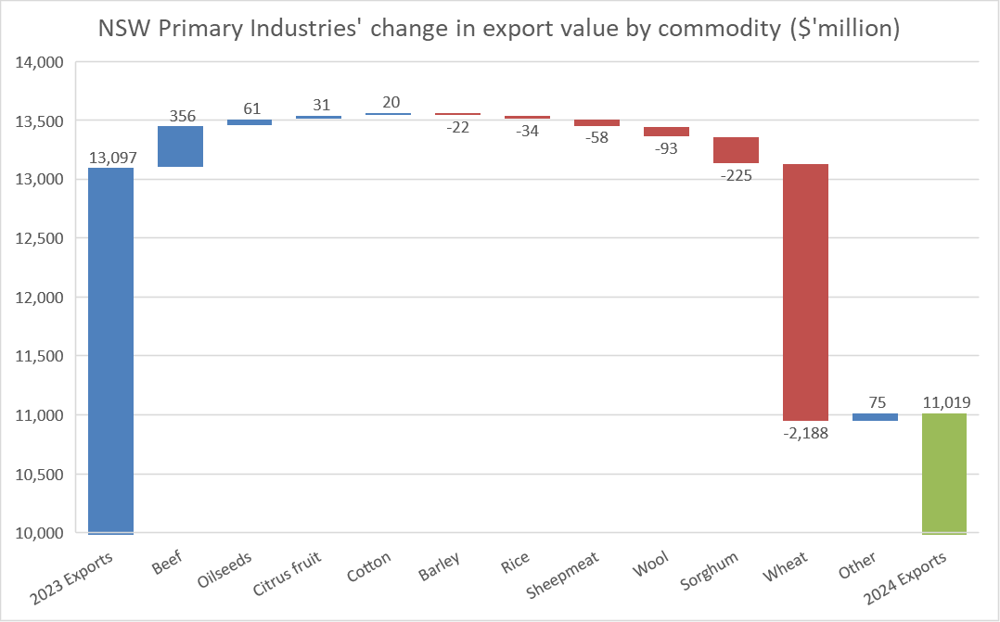 NSW Primary Industries' change in export value by commodity ($'million)
14,000
13,500
13,000
12,500
12,000
11,500
11,000
10,500
10,000
13,097
356
61
31
20
-22
-34
-58
-93
-225
-2,188
75
11,019
2023 Exports
Beef
Oilseeds
Citrus fruit
Cotton
Barley
Rice
Sheepmeat
Wool
Sorghum
Wheat
Other
2024 Exports